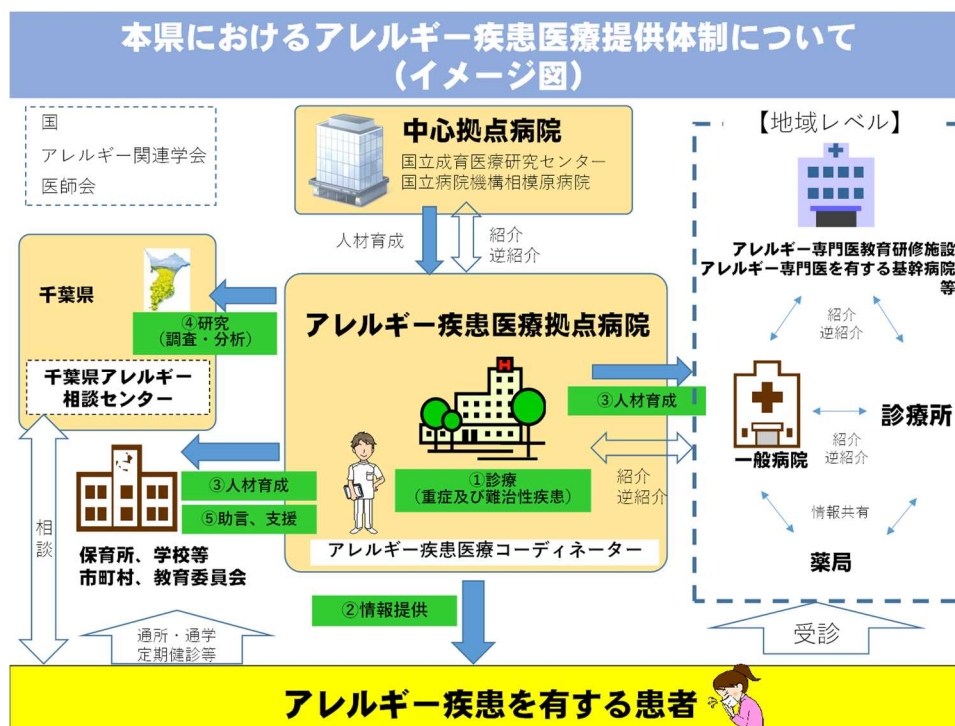 本県におけるアレルギー疾患医療提供体制について
（イメージ図）
国
アレルギー関連学会
医師会
中心拠点病院
国立成育医療研究センター
国立病院機構相模原病院
人材育成
紹介
逆紹介
【地域レベル】
アレルギー専門医教育研修施設
アレルギー専門医を有する基幹病院
等
紹介
逆紹介
一般病院
診療所
紹介
逆紹介
情報共有
薬局
千葉県
④研究
（調査・分析）
千葉県アレルギー
相談センター
アレルギー疾患医療拠点病院
H
①診療
（重症及び難治性疾患）
アレルギー疾患医療コーディネーター
③人材育成
紹介
逆紹介
③人材育成
⑤助言、支援
保育所、学校等
市町村、教育委員会
相談
通所・通学
定期健診等
②情報提供
受診
アレルギー疾患を有する患者